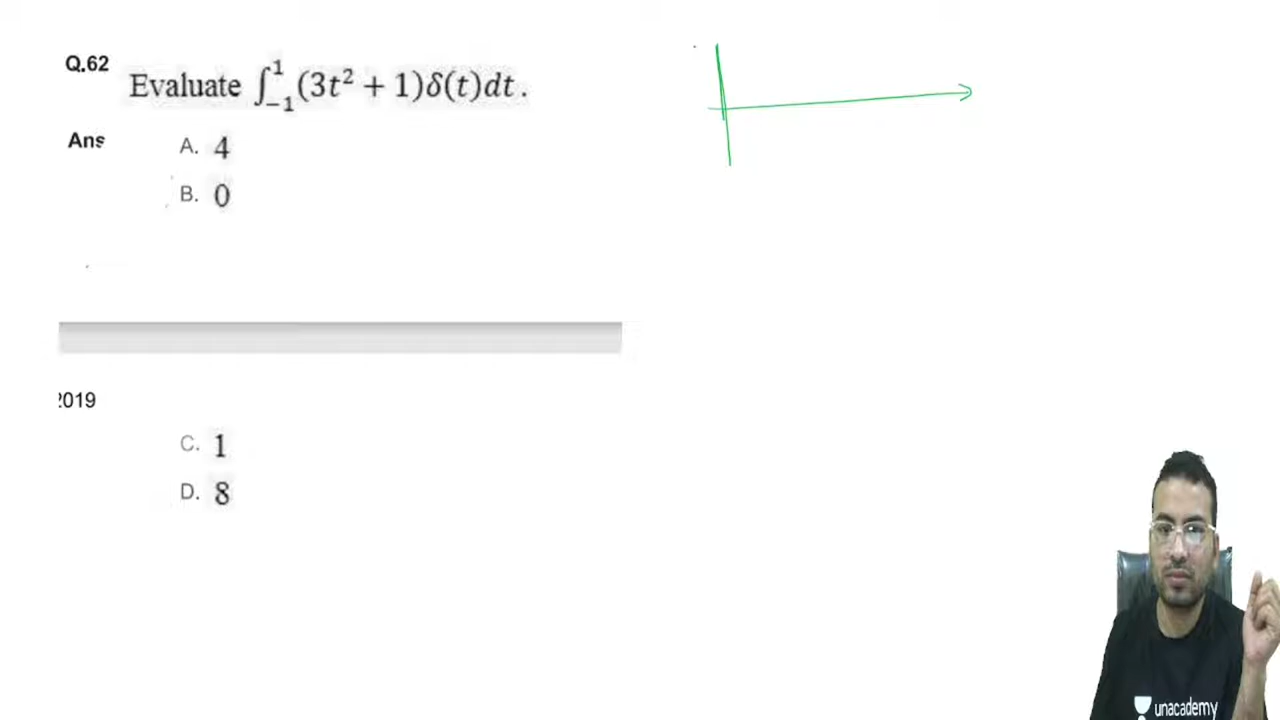 Q.62 Evaluate ∫₋₁¹(3t² + 1)δ(t)dt.
Ans A. 4
B. 0
2019
C. 1
D. 8
unacademy